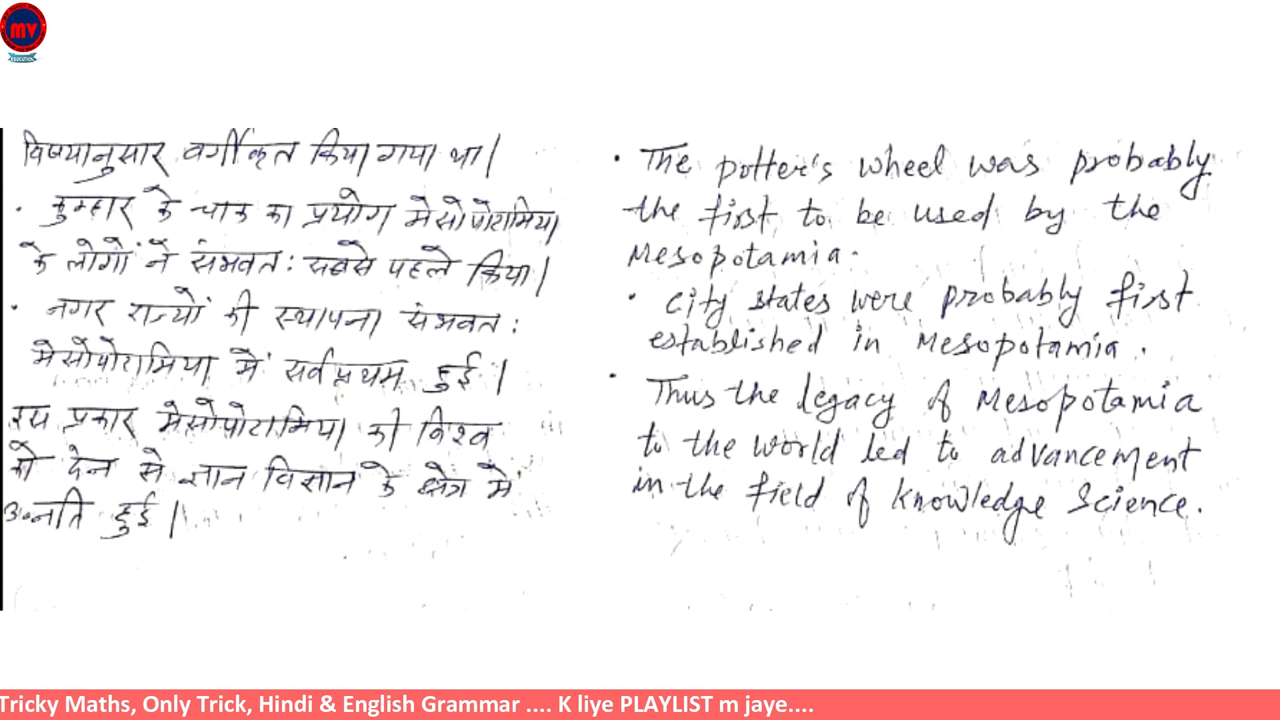 mv
EDUCATION
विषयानुसार वर्गीकृत किया गया था|
· कुम्हार के चाक का प्रयोग मेसोपोटामिया
के लोगों ने संभवतः सबसे पहले किया|
· नगर राज्यों की स्थापना संभवतः
मेसोपोटामिया में सर्वप्रथम हुई|
इस प्रकार मेसोपोटामिया की विश्व
को देन से ज्ञान विज्ञान के क्षेत्र में
उन्नति हुई|
· The potter's wheel was probably
the first to be used by the
Mesopotamia.
· City states were probably first
established in Mesopotamia.
· Thus the legacy of Mesopotamia
to the world led to advancement
in the field of knowledge Science.
Tricky Maths, Only Trick, Hindi & English Grammar .... K liye PLAYLIST m jaye....